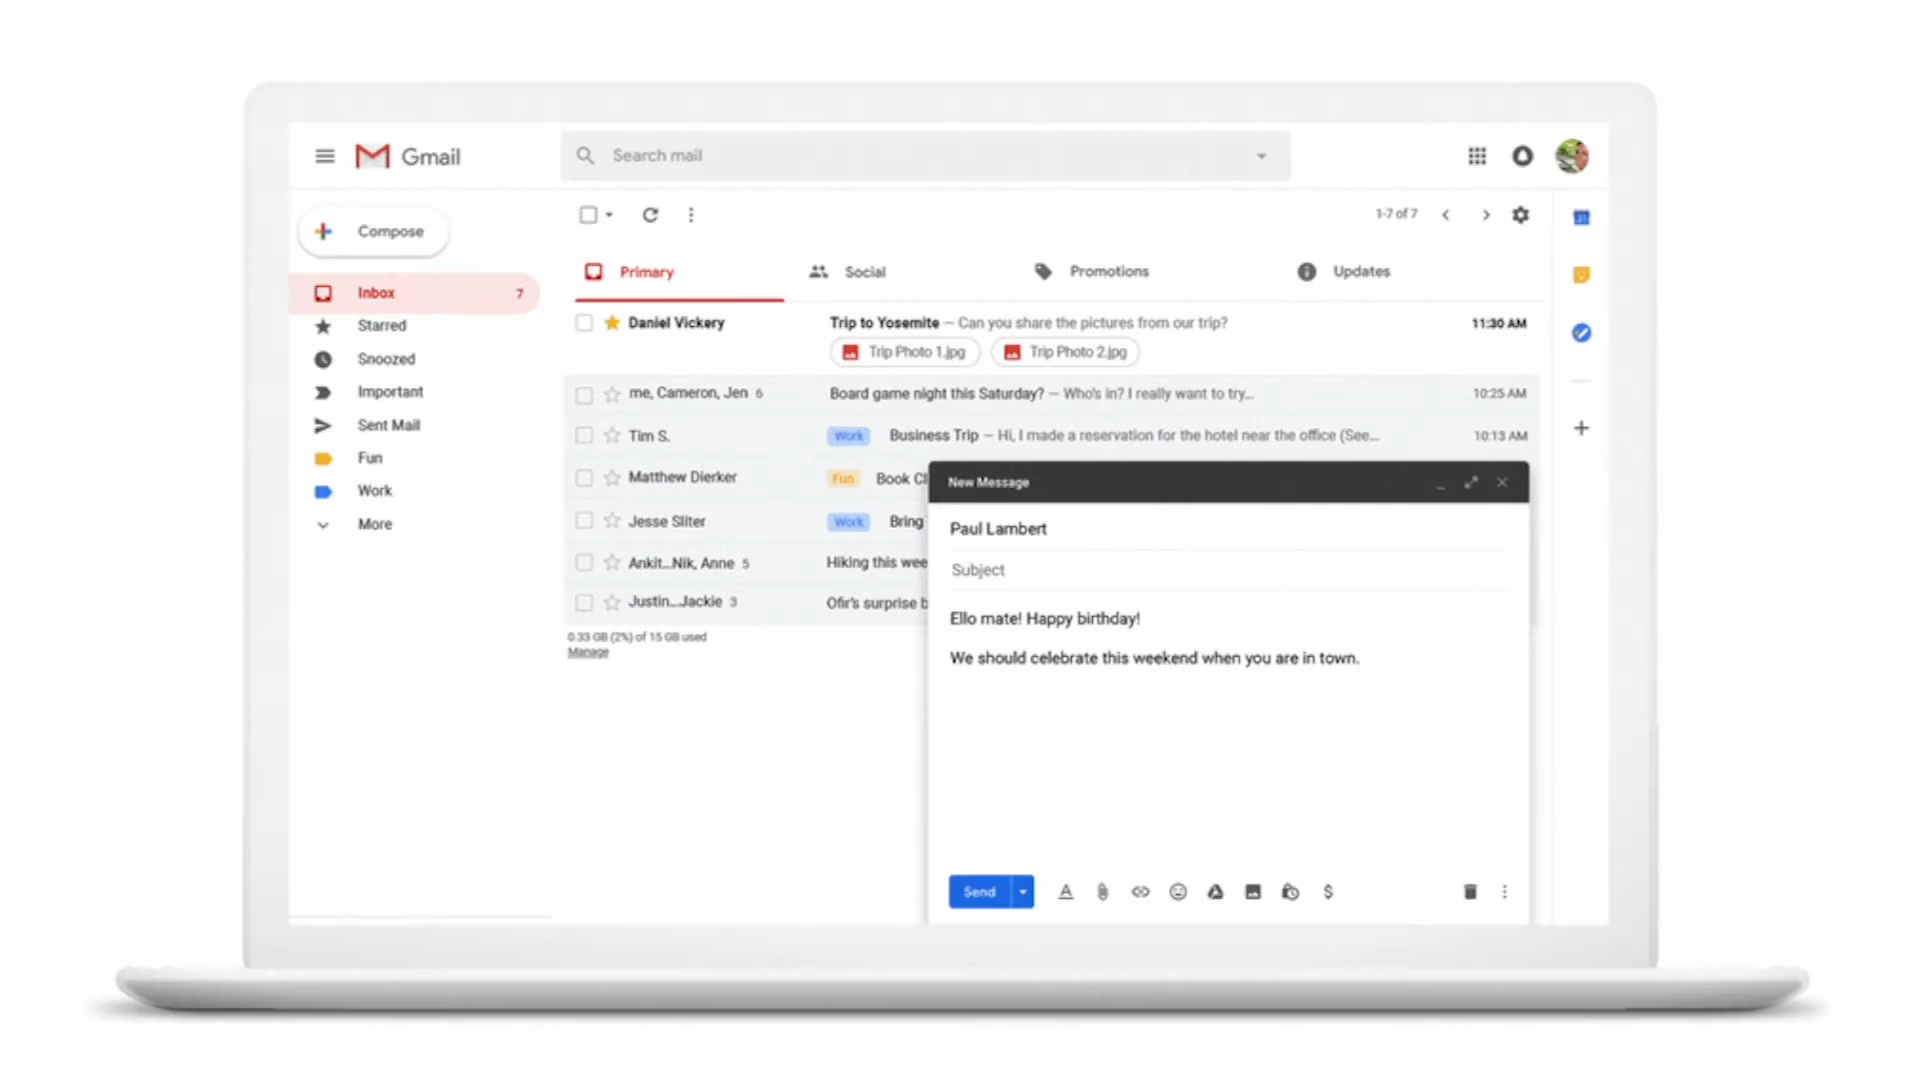 Gmail
Search mail
Compose
1-7 of 7
Primary
Social
Promotions
Updates
Inbox 7
Starred
Snoozed
Important
Sent Mail
Fun
Work
More
Daniel Vickery Trip to Yosemite – Can you share the pictures from our trip? 11:30 AM
Trip Photo 1.jpg Trip Photo 2.jpg
me, Cameron, Jen 6 Board game night this Saturday? – Who's in? I really want to try... 10:25 AM
Tim S. Work Business Trip – Hi, I made a reservation for the hotel near the office (See... 10:13 AM
Matthew Dierker Fun Book Cl
Jesse Sliter Work Bring
Ankit...Nik, Anne 5 Hiking this wee
Justin...Jackie 3 Ofir's surprise b
0.33 GB (2%) of 15 GB used
Manage
New Message
Paul Lambert
Subject
Ello mate! Happy birthday!
We should celebrate this weekend when you are in town.
Send
31